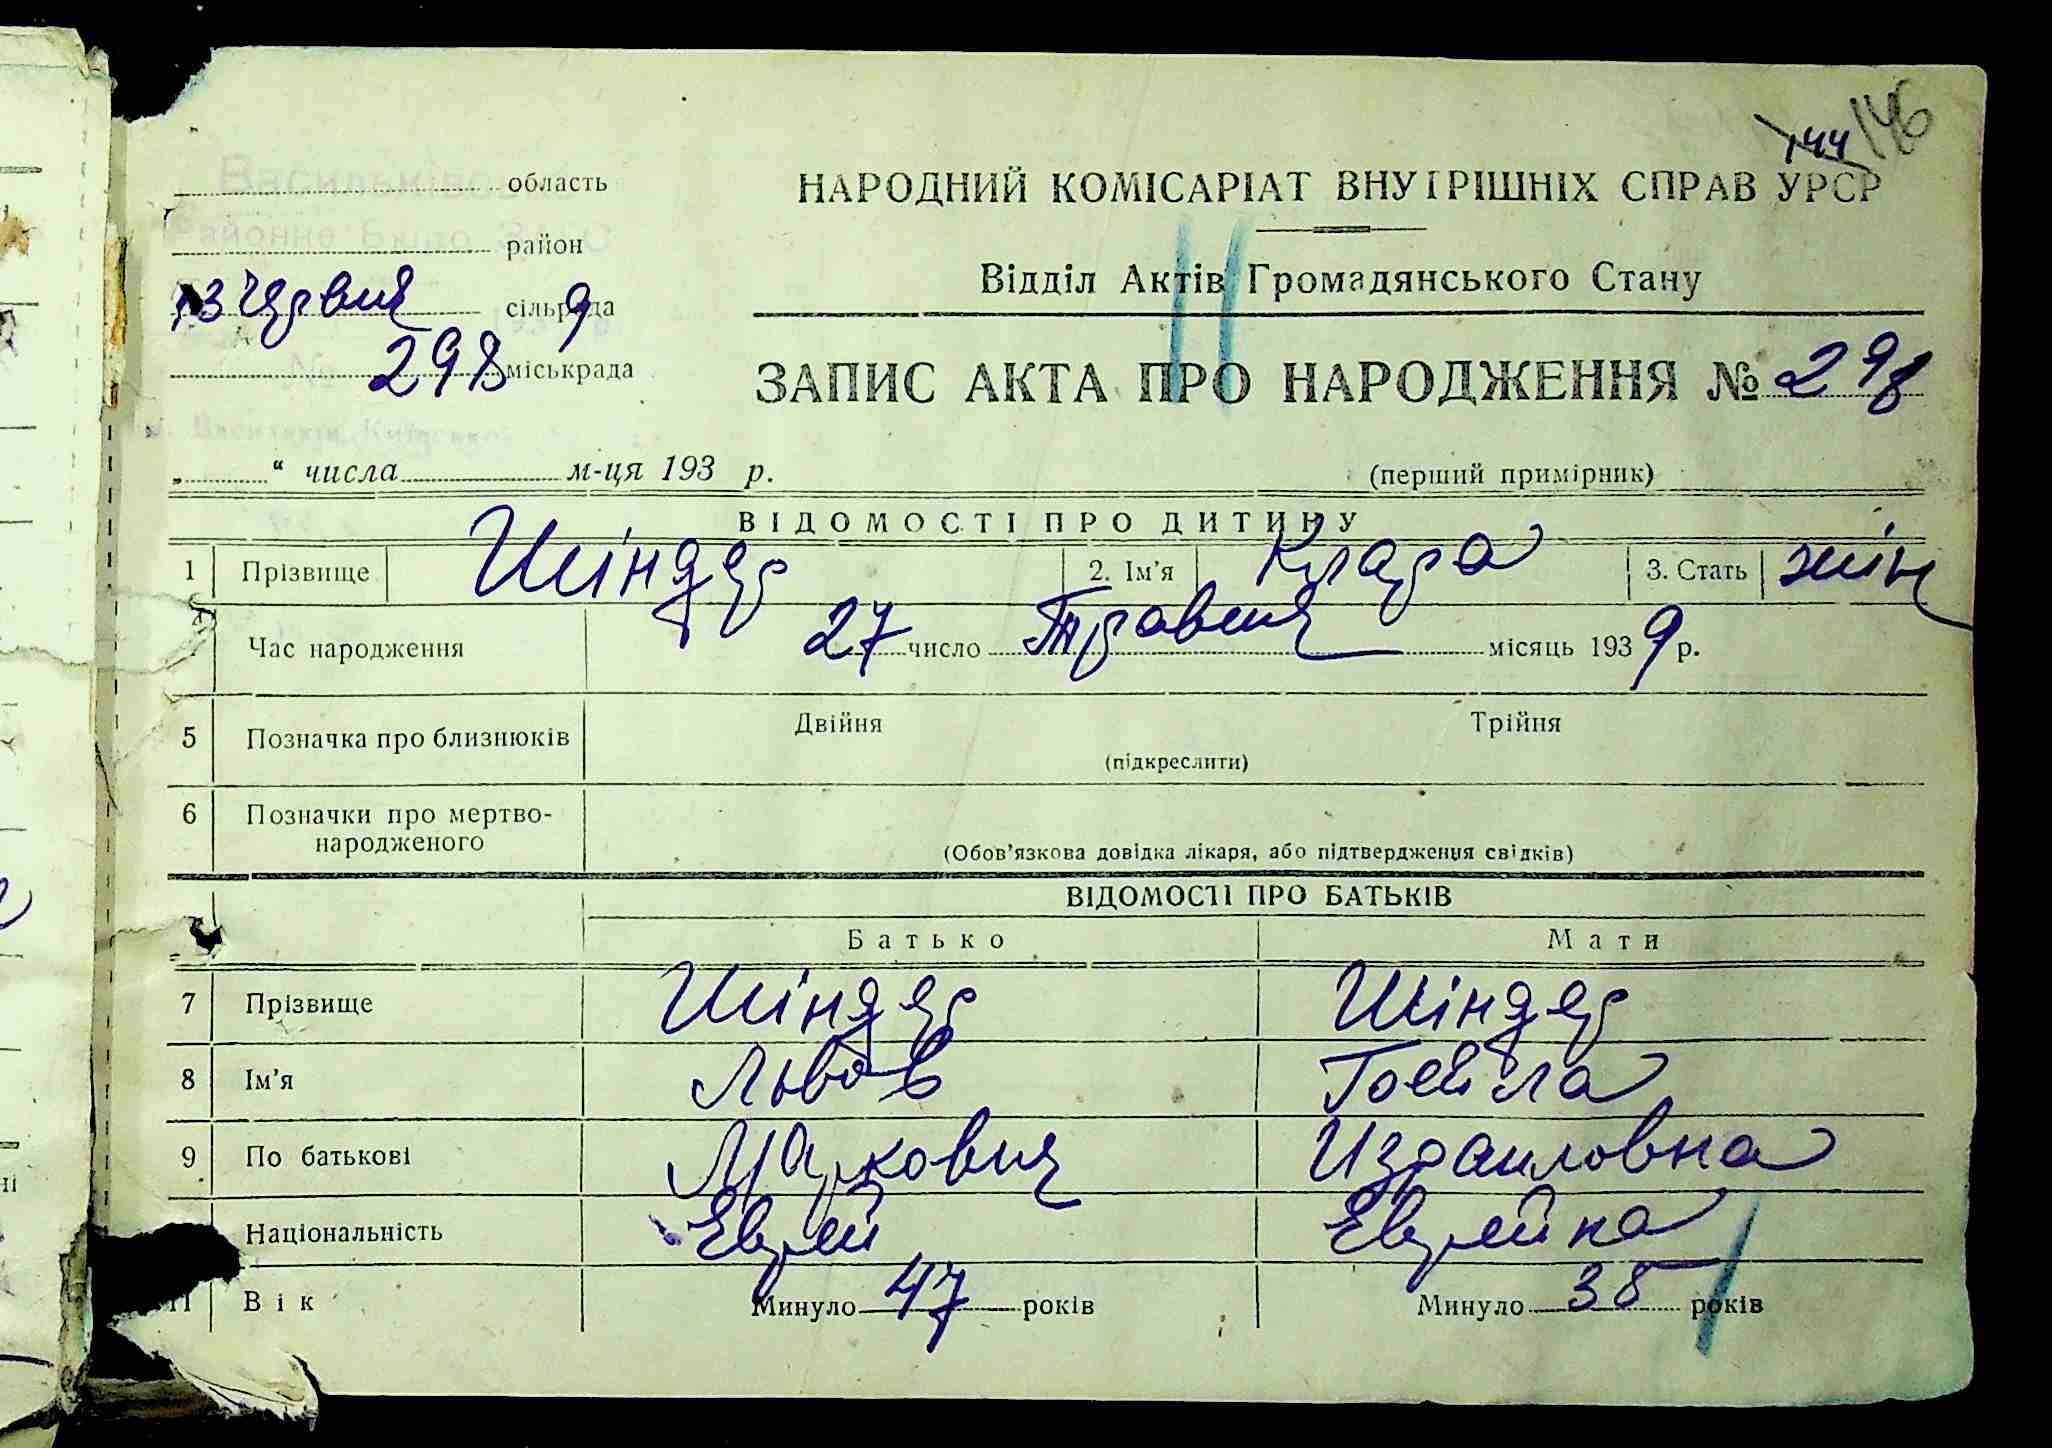 144 146
область
НАРОДНИЙ КОМІСАРІАТ ВНУТРІШНІХ СПРАВ УРСР
Районне Бюро
район
13 Червня 9 сільрада
Відділ Актів Громадянського Стану
298 міськрада
ЗАПИС АКТА ПРО НАРОДЖЕННЯ № 298
„ “ числа м-ця 193 р.
(перший примірник)
ВІДОМОСТІ ПРО ДИТИНУ
1 Прізвище Шіндер 2. Ім'я Клара 3. Стать жін
Час народження 27 число Травня місяць 1939 р.
5 Позначка про близнюків Двійня Трійня
(підкреслити)
6 Позначки про мертво-
народженого
(Обов'язкова довідка лікаря, або підтвердження свідків)
ВІДОМОСТІ ПРО БАТЬКІВ
Батько Мати
7 Прізвище Шіндер Шіндер
8 Ім'я
9 По батькові Маркович Израиловна
Національність Еврей Еврейка
11 Вік Минуло 47 років Минуло 38 років